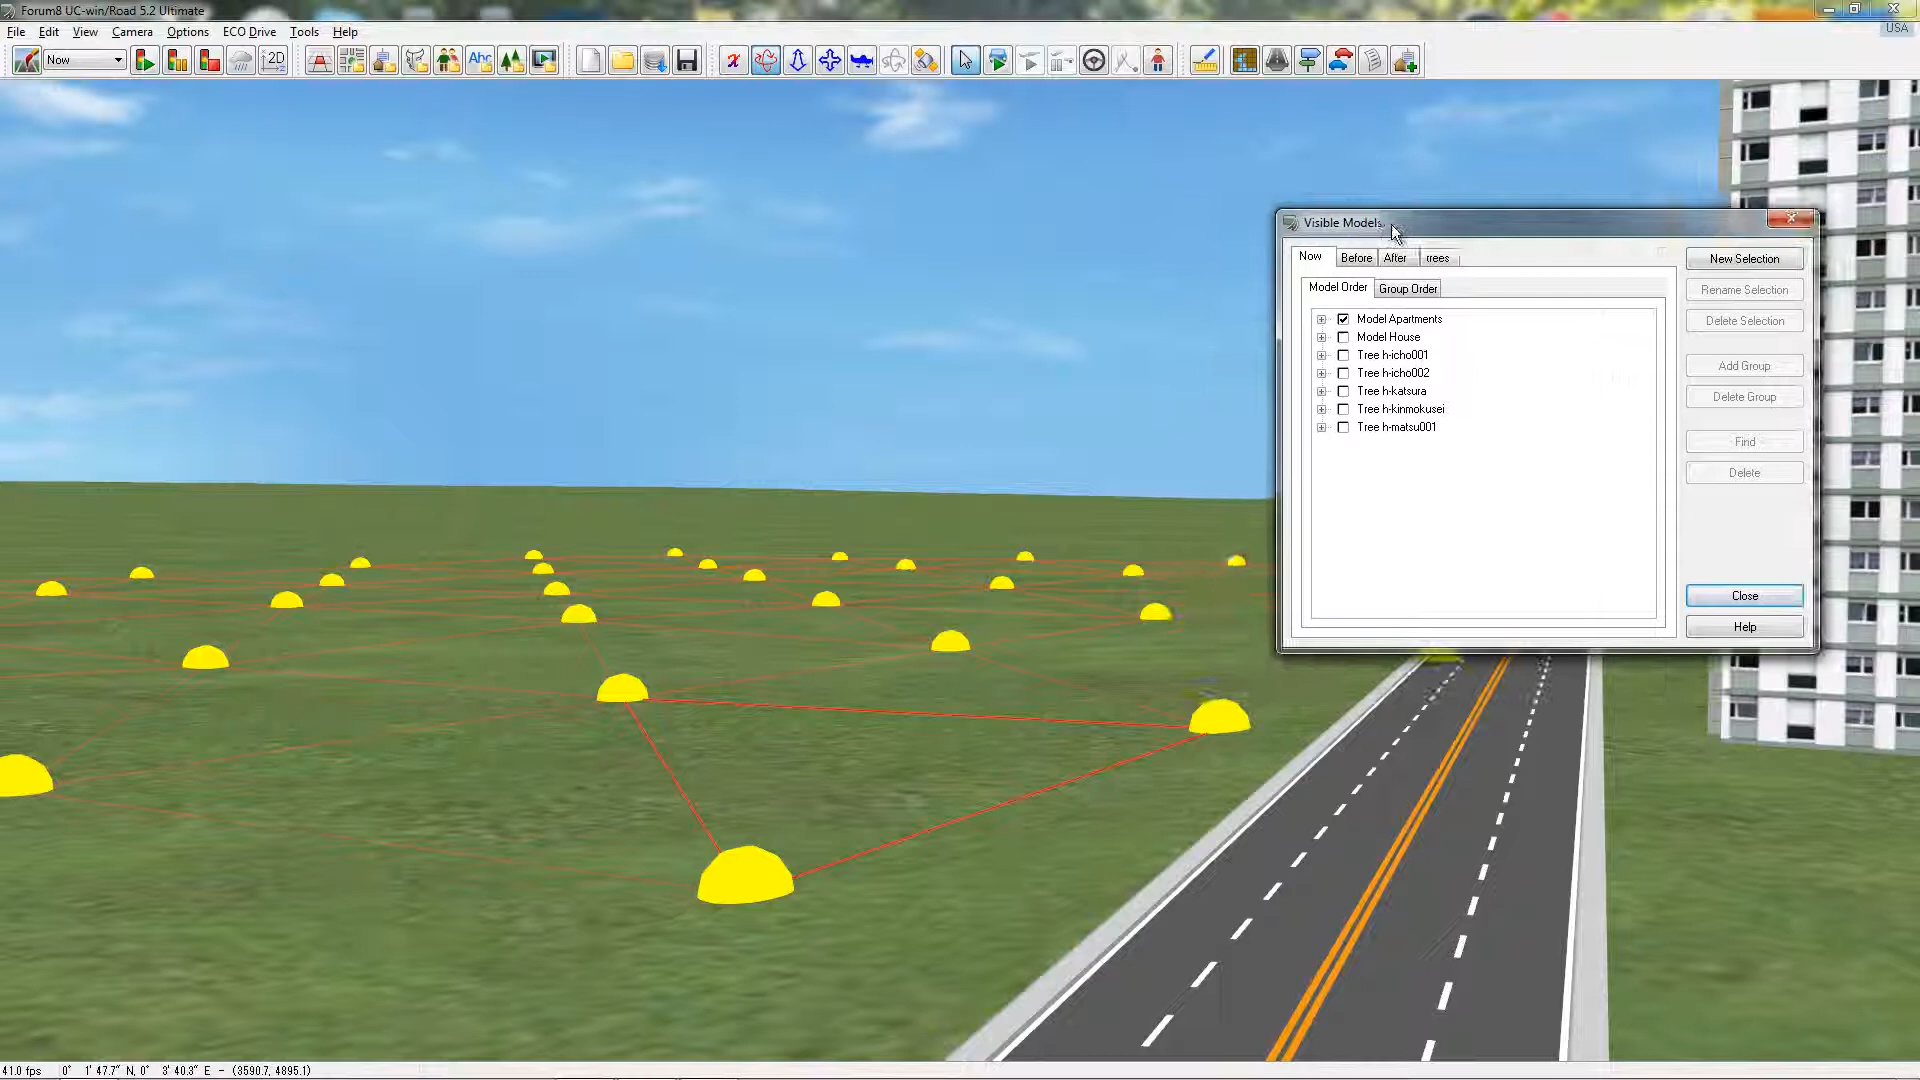 Forum8 UC-win/Road 5.2 Ultimate
File Edit View Camera Options ECO Drive Tools Help
USA
Now
2D
Abc
Visible Models
Now Before After trees
Model Order Group Order
Model Apartments
Model House
Tree h-icho001
Tree h-icho002
Tree h-katsura
Tree h-kinmokusei
Tree h-matsu001
New Selection
Rename Selection
Delete Selection
Add Group
Delete Group
Find
Delete
Close
Help
41.0 fps 0° 1' 47.7" N, 0° 3' 40.3" E - (3590.7, 4895.1)